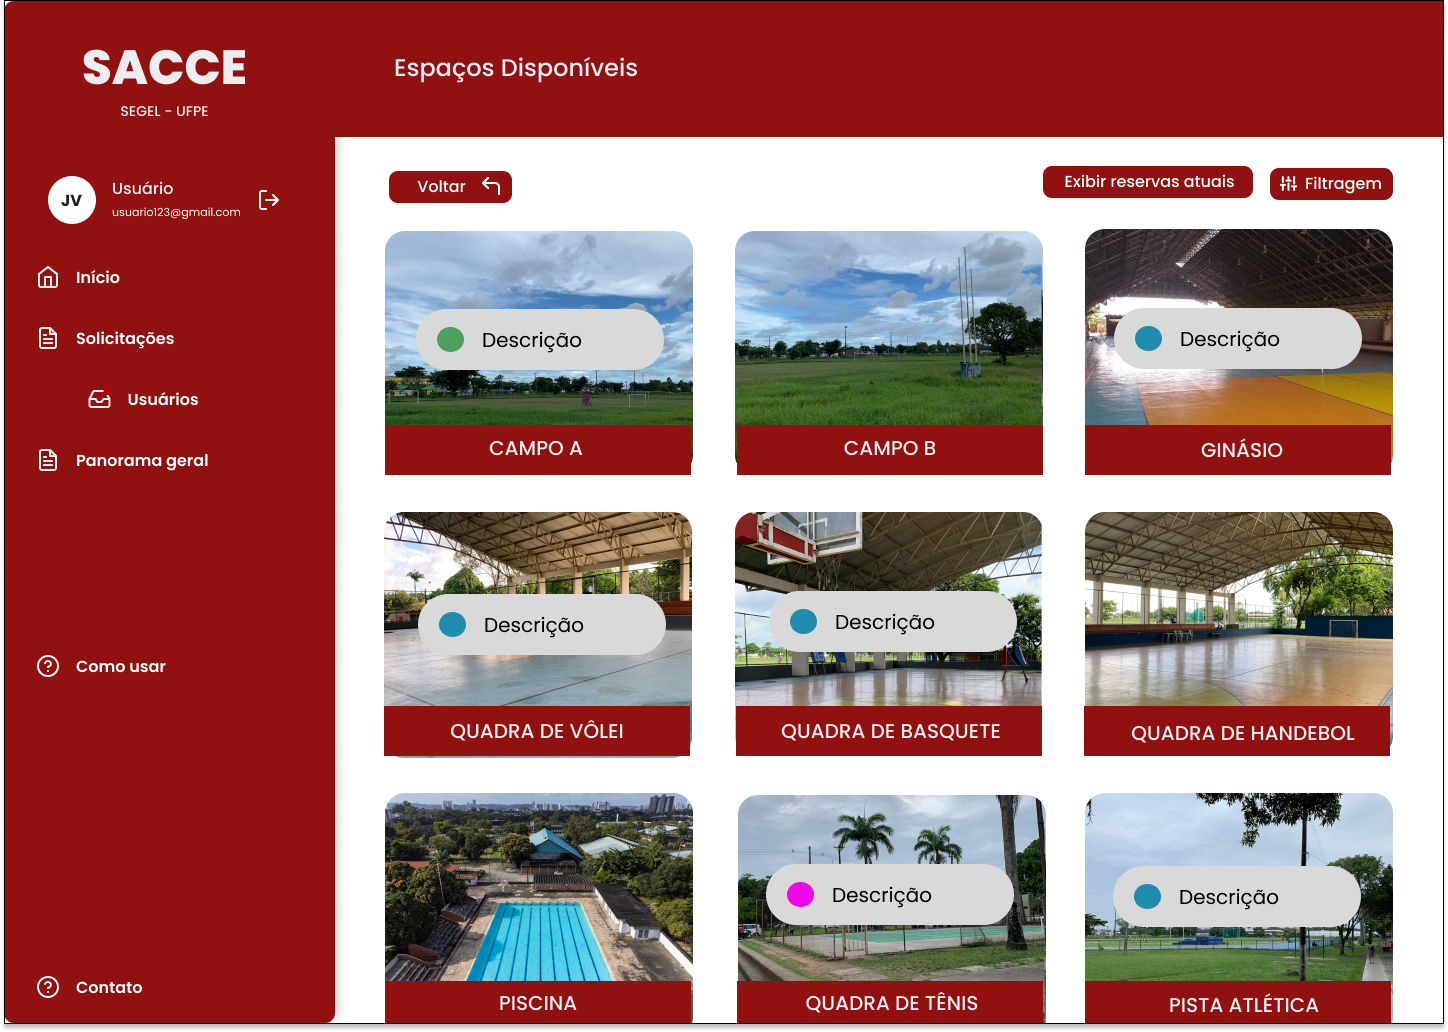 SACCE
SEGEL - UFPE
Espaços Disponíveis
JV
Usuário
usuario123@gmail.com
Início
Solicitações
Usuários
Panorama geral
Como usar
Contato
Voltar
Exibir reservas atuais
Filtragem
Descrição
CAMPO A
CAMPO B
Descrição
GINÁSIO
Descrição
QUADRA DE VÔLEI
Descrição
QUADRA DE BASQUETE
QUADRA DE HANDEBOL
PISCINA
Descrição
QUADRA DE TÊNIS
Descrição
PISTA ATLÉTICA